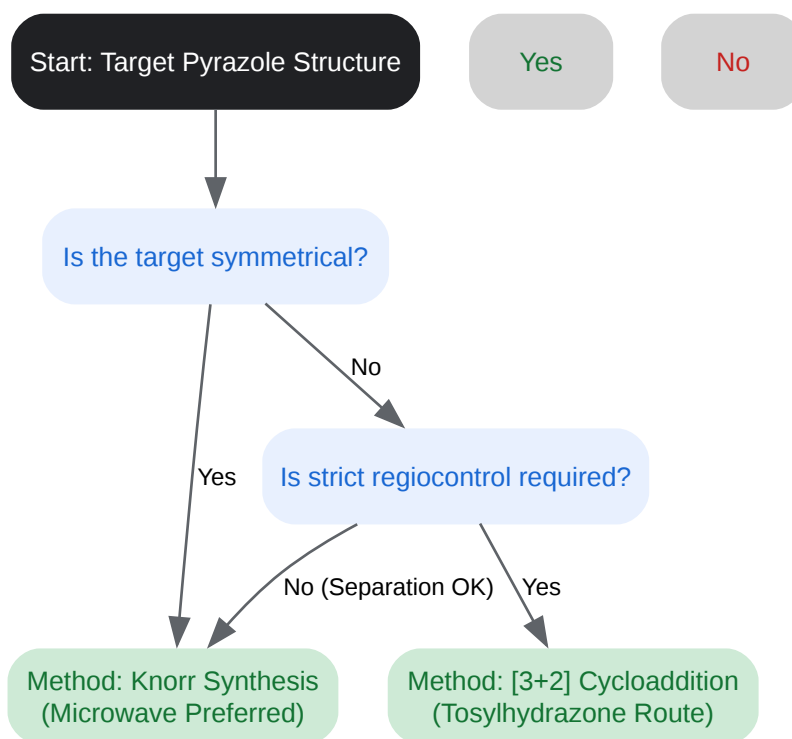 Start: Target Pyrazole Structure
Yes
No
Is the target symmetrical?
No
Yes
Is strict regiocontrol required?
No (Separation OK)
Yes
Method: Knorr Synthesis
(Microwave Preferred)
Method: [3+2] Cycloaddition
(Tosylhydrazone Route)